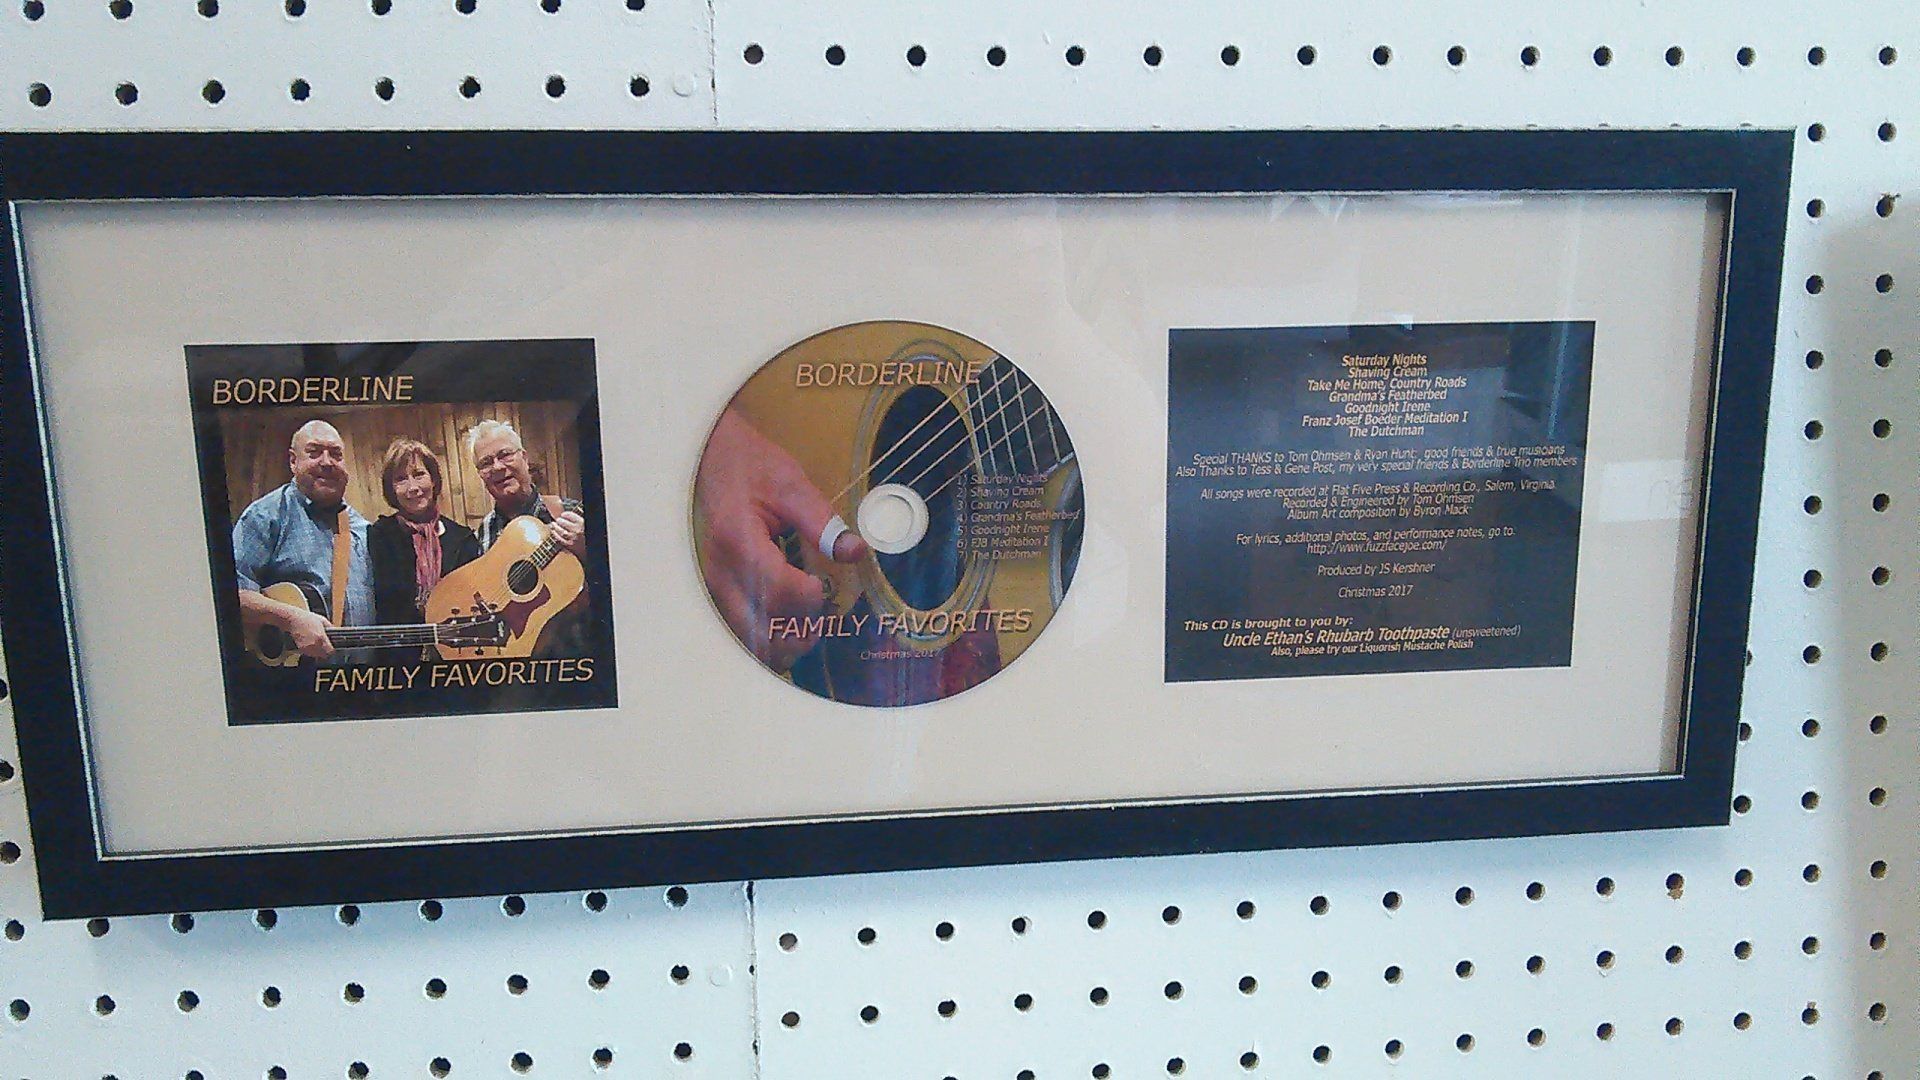 BORDERLINE
FAMILY FAVORITES
BORDERLINE
1) Saturday Nights
2) Shaving Cream
3) Country Roads
4) Grandma's Featherbed
5) Goodnight Irene
6) FJB Meditation I
7) The Dutchman
FAMILY FAVORITES
Christmas 2017
Saturday Nights
Shaving Cream
Take Me Home, Country Roads
Grandma's Featherbed
Goodnight Irene
Franz Josef Boeder Meditation I
The Dutchman
Special THANKS to Tom Ohmsen & Ryan Hunt; good friends & true musicians
Also Thanks to Tess & Gene Post, my very special friends & Borderline Trio members
All songs were recorded at Flat Five Press & Recording Co., Salem, Virginia
Recorded & Engineered by Tom Ohmsen
Album Art composition by Byron Mack
For lyrics, additional photos, and performance notes, go to:
http://www.fuzzfacejoe.com/
Produced by JS Kershner
Christmas 2017
This CD is brought to you by:
Uncle Ethan's Rhubarb Toothpaste (unsweetened)
Also, please try our Liquorish Mustache Polish